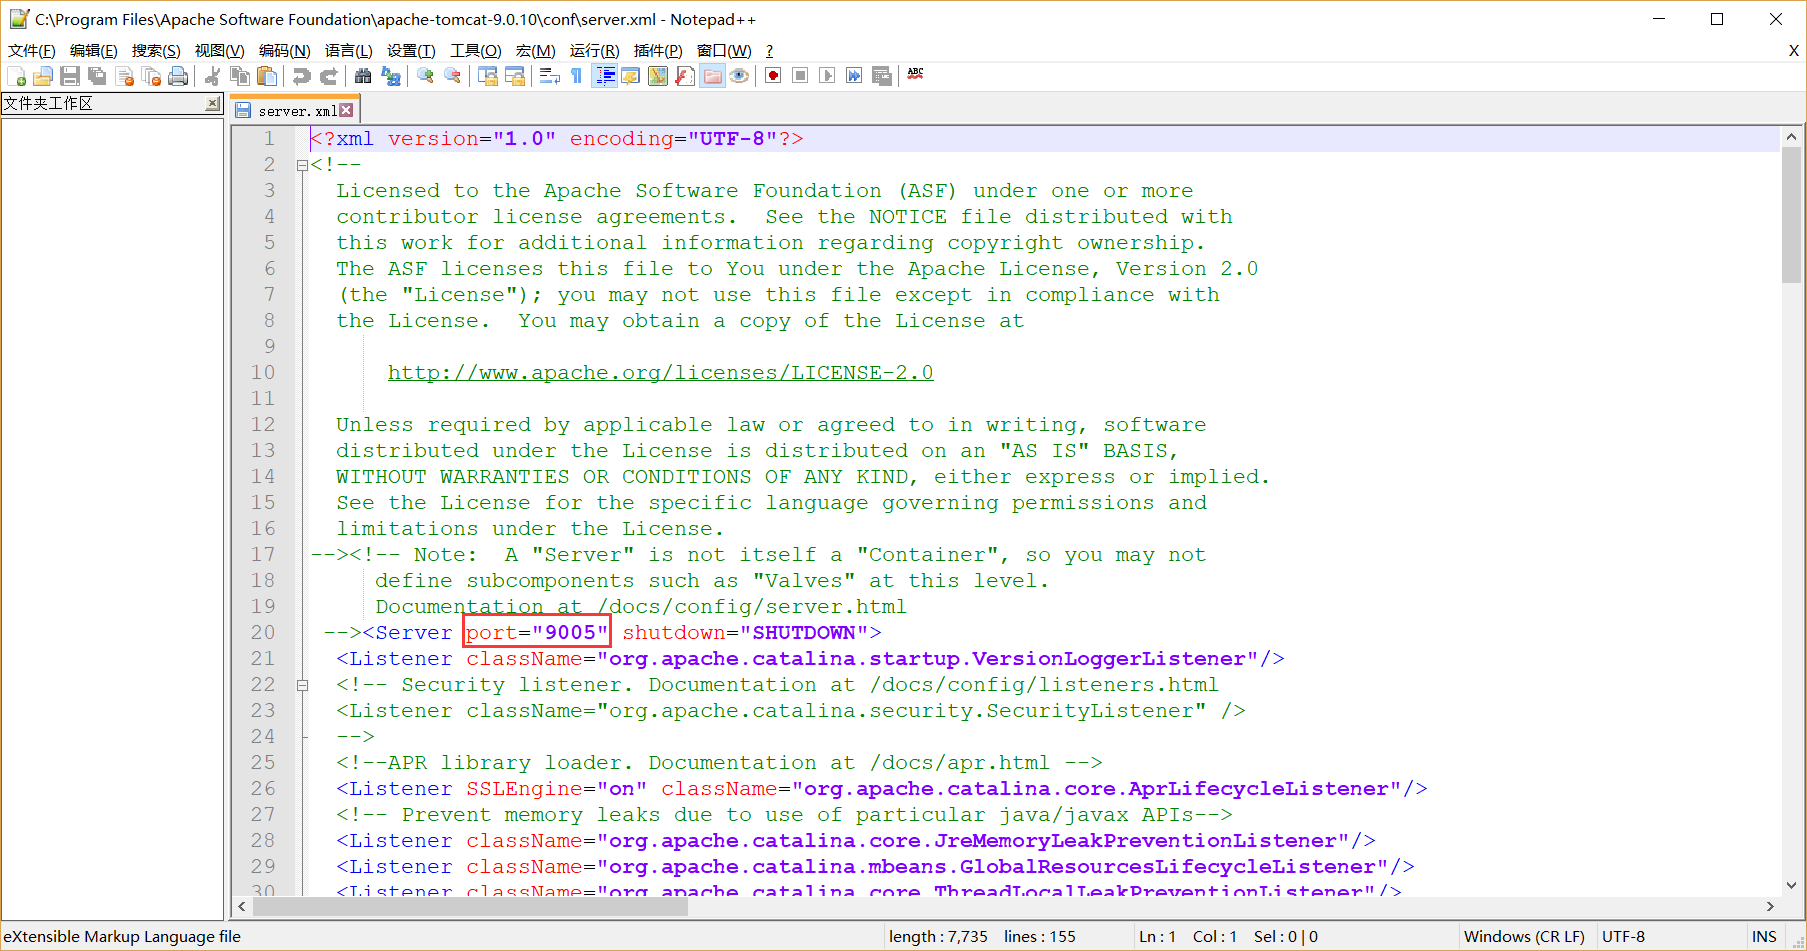 C:\Program Files\Apache Software Foundation\apache-tomcat-9.0.10\conf\server.xml - Notepad++
文件(F) 编辑(E) 搜索(S) 视图(V) 编码(N) 语言(L) 设置(T) 工具(O) 宏(M) 运行(R) 插件(P) 窗口(W) ? X
ABC
文件夹工作区
server.xml
1 <?xml version="1.0" encoding="UTF-8"?>
2 <!--
3 Licensed to the Apache Software Foundation (ASF) under one or more
4 contributor license agreements.  See the NOTICE file distributed with
5 this work for additional information regarding copyright ownership.
6 The ASF licenses this file to You under the Apache License, Version 2.0
7 (the "License"); you may not use this file except in compliance with
8 the License.  You may obtain a copy of the License at
9
10 http://www.apache.org/licenses/LICENSE-2.0
11
12 Unless required by applicable law or agreed to in writing, software
13 distributed under the License is distributed on an "AS IS" BASIS,
14 WITHOUT WARRANTIES OR CONDITIONS OF ANY KIND, either express or implied.
15 See the License for the specific language governing permissions and
16 limitations under the License.
17 --><!-- Note:  A "Server" is not itself a "Container", so you may not
18 define subcomponents such as "Valves" at this level.
19 Documentation at /docs/config/server.html
20 --><Server port="9005" shutdown="SHUTDOWN">
21 <Listener className="org.apache.catalina.startup.VersionLoggerListener"/>
22 <!-- Security listener. Documentation at /docs/config/listeners.html
23 <Listener className="org.apache.catalina.security.SecurityListener" />
24 -->
25 <!--APR library loader. Documentation at /docs/apr.html -->
26 <Listener SSLEngine="on" className="org.apache.catalina.core.AprLifecycleListener"/>
27 <!-- Prevent memory leaks due to use of particular java/javax APIs-->
28 <Listener className="org.apache.catalina.core.JreMemoryLeakPreventionListener"/>
29 <Listener className="org.apache.catalina.mbeans.GlobalResourcesLifecycleListener"/>
30 <Listener className="org.apache.catalina.core.ThreadLocalLeakPreventionListener"/>
eXtensible Markup Language file length : 7,735 lines : 155 Ln : 1 Col : 1 Sel : 0 | 0 Windows (CR LF) UTF-8 INS